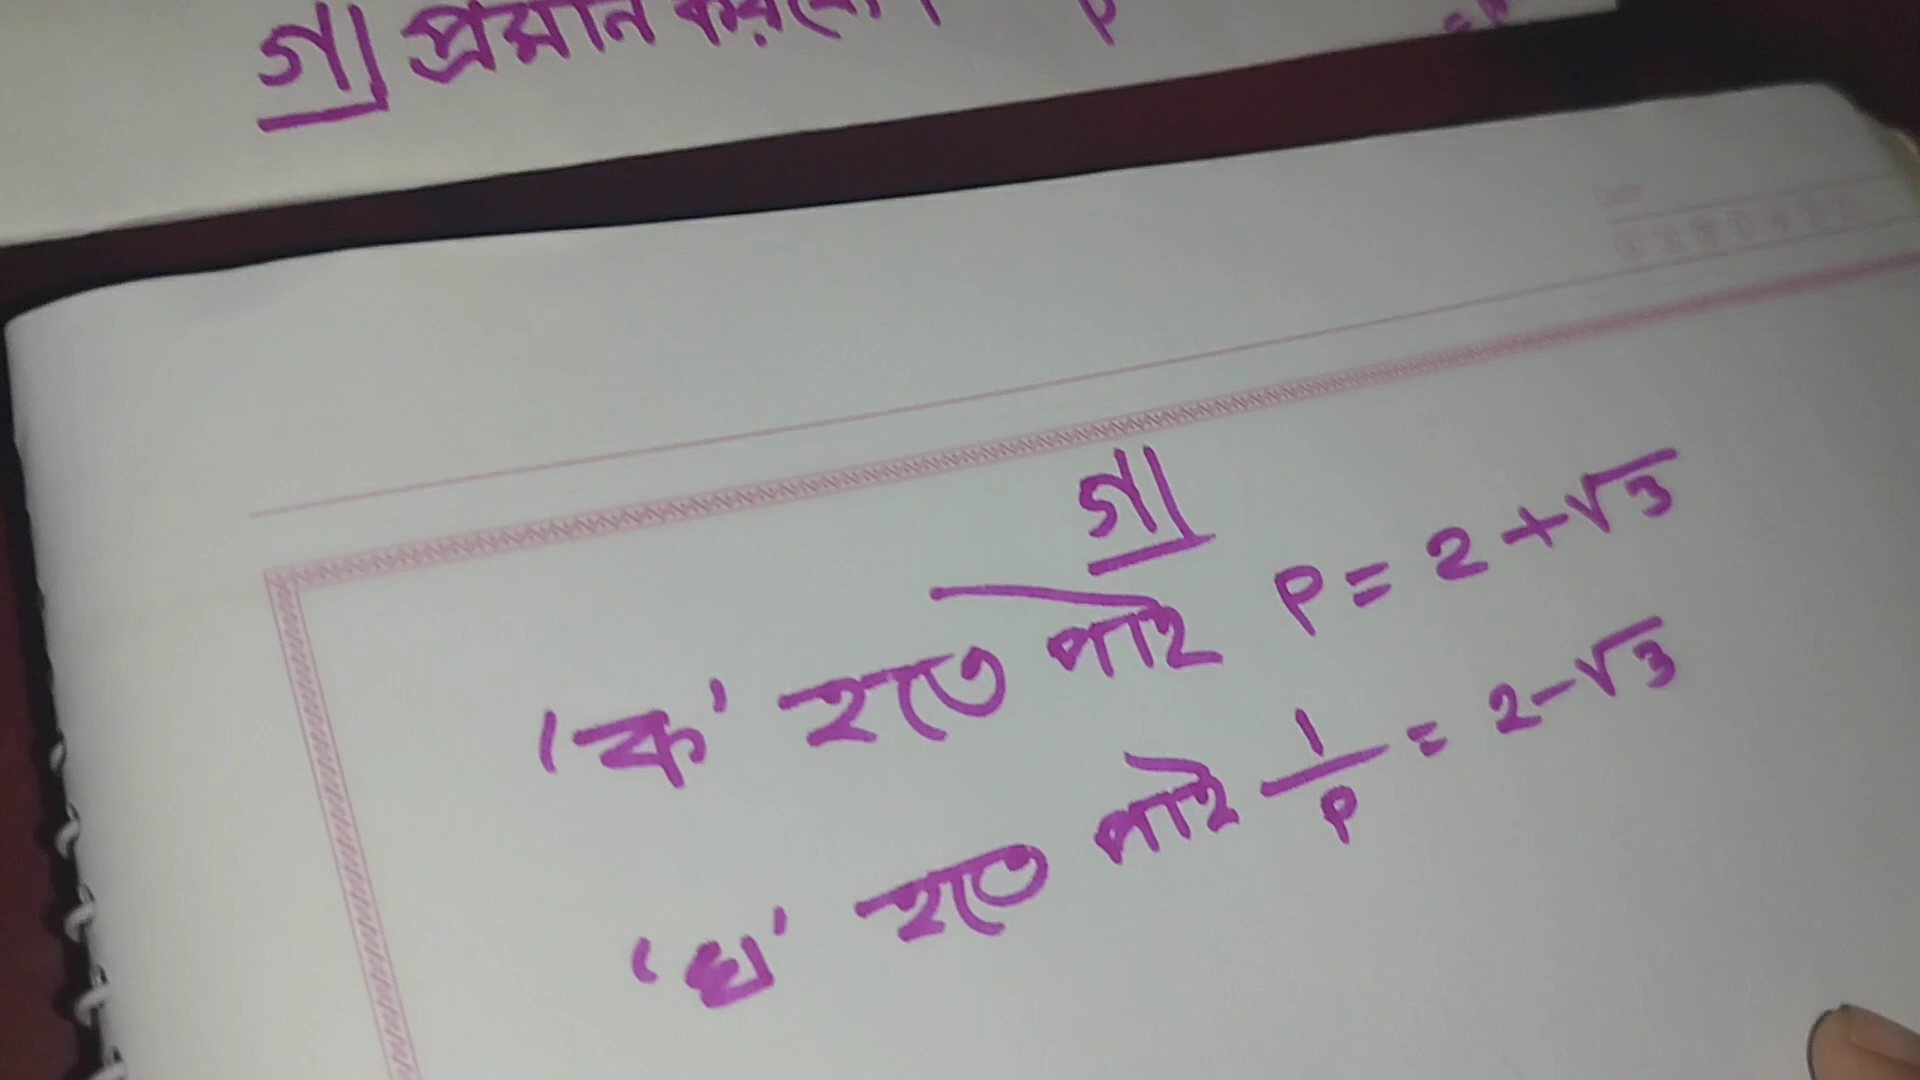 গ| প্রমান
গ|
'ক' হতে পাই P = 2 + √3
'খ' হতে পাই 1/P = 2 - √3